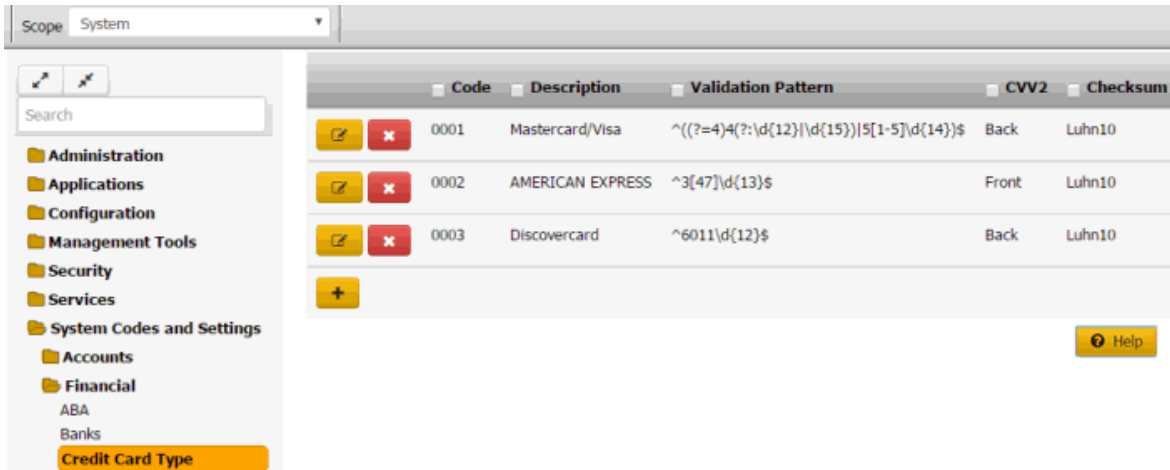 Scope System
Search
Administration
Applications
Configuration
Management Tools
Security
Services
System Codes and Settings
Accounts
Financial
ABA
Banks
Credit Card Type
Code Description Validation Pattern CVV2 Checksum
0001 Mastercard/Visa ^((?=4)4(?:\d{12}|\d{15})|5[1-5]\d{14})$ Back Luhn10
0002 AMERICAN EXPRESS ^3[47]\d{13}$ Front Luhn10
0003 Discovercard ^6011\d{12}$ Back Luhn10
Help